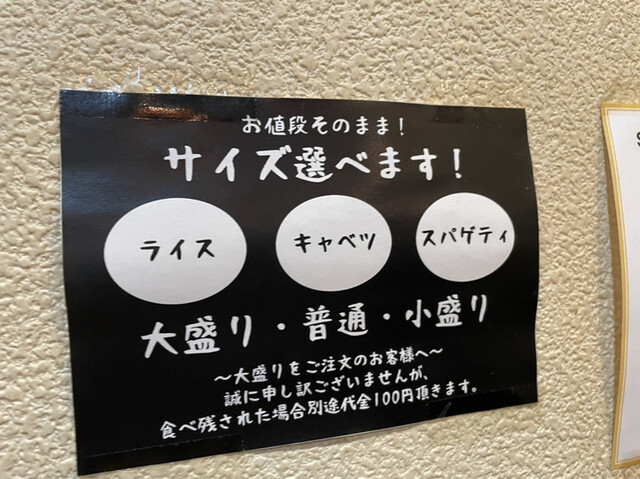 お値段そのまま！
サイズ選べます！
ライス キャベツ スパゲティ
大盛り・普通・小盛り
～大盛りをご注文のお客様へ～
誠に申し訳ございませんが、
食べ残された場合別途代金100円頂きます。